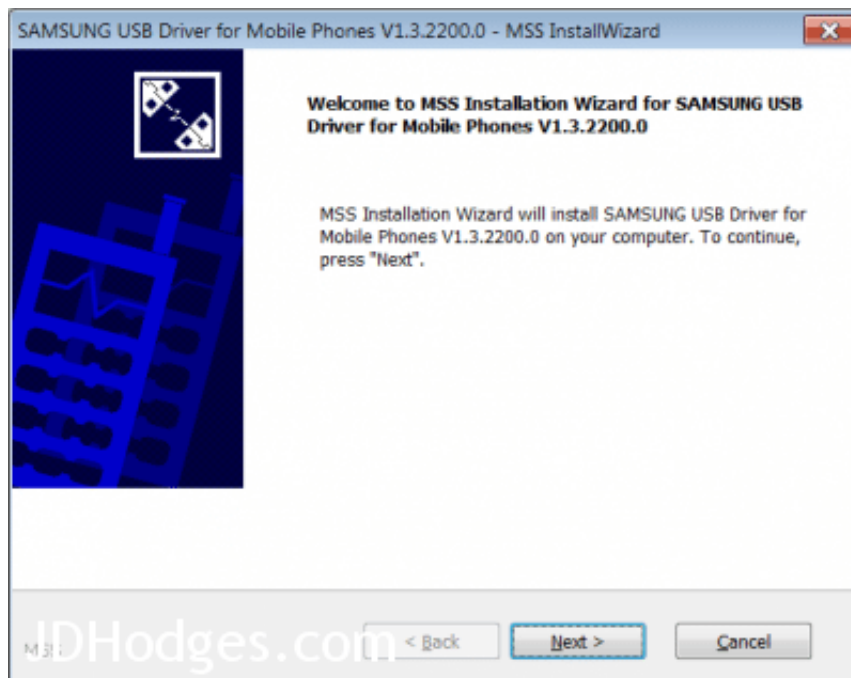 SAMSUNG USB Driver for Mobile Phones V1.3.2200.0 - MSS InstallWizard
Welcome to MSS Installation Wizard for SAMSUNG USB
Driver for Mobile Phones V1.3.2200.0
MSS Installation Wizard will install SAMSUNG USB Driver for
Mobile Phones V1.3.2200.0 on your computer. To continue,
press "Next".
MSS
JDHodges.com
< Back
Next >
Cancel